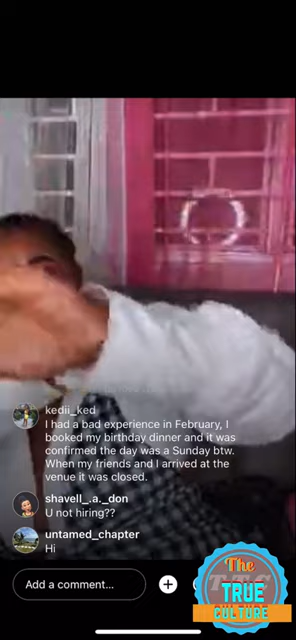 kedii_ked
I had a bad experience in February, I
booked my birthday dinner and it was
confirmed the day was a Sunday btw.
When my friends and I arrived at the
venue it was closed.
shavell_.a._don
U not hiring??
untamed_chapter
Hi
Add a comment...
The
TRUE
CULTURE